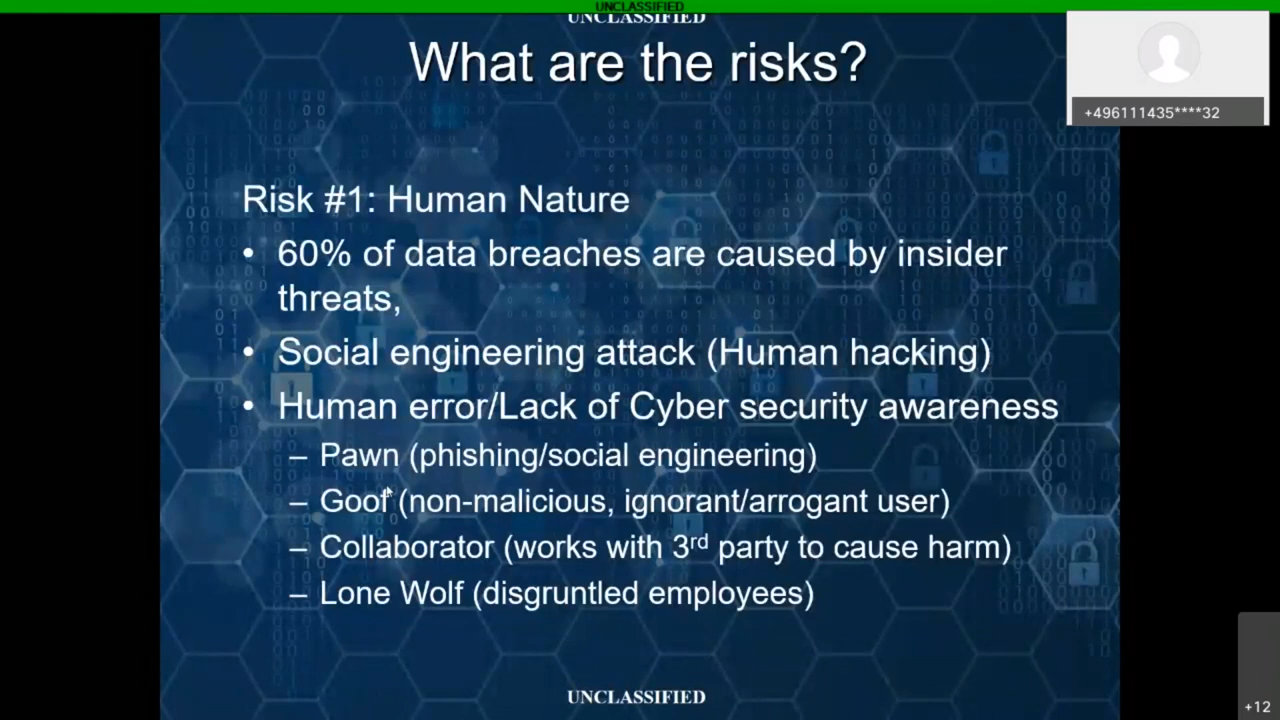 UNCLASSIFIED
UNCLASSIFIED
What are the risks?
+496111435****32
Risk #1: Human Nature
• 60% of data breaches are caused by insider
threats,
• Social engineering attack (Human hacking)
• Human error/Lack of Cyber security awareness
– Pawn (phishing/social engineering)
– Goof (non-malicious, ignorant/arrogant user)
– Collaborator (works with 3rd party to cause harm)
– Lone Wolf (disgruntled employees)
UNCLASSIFIED
+12